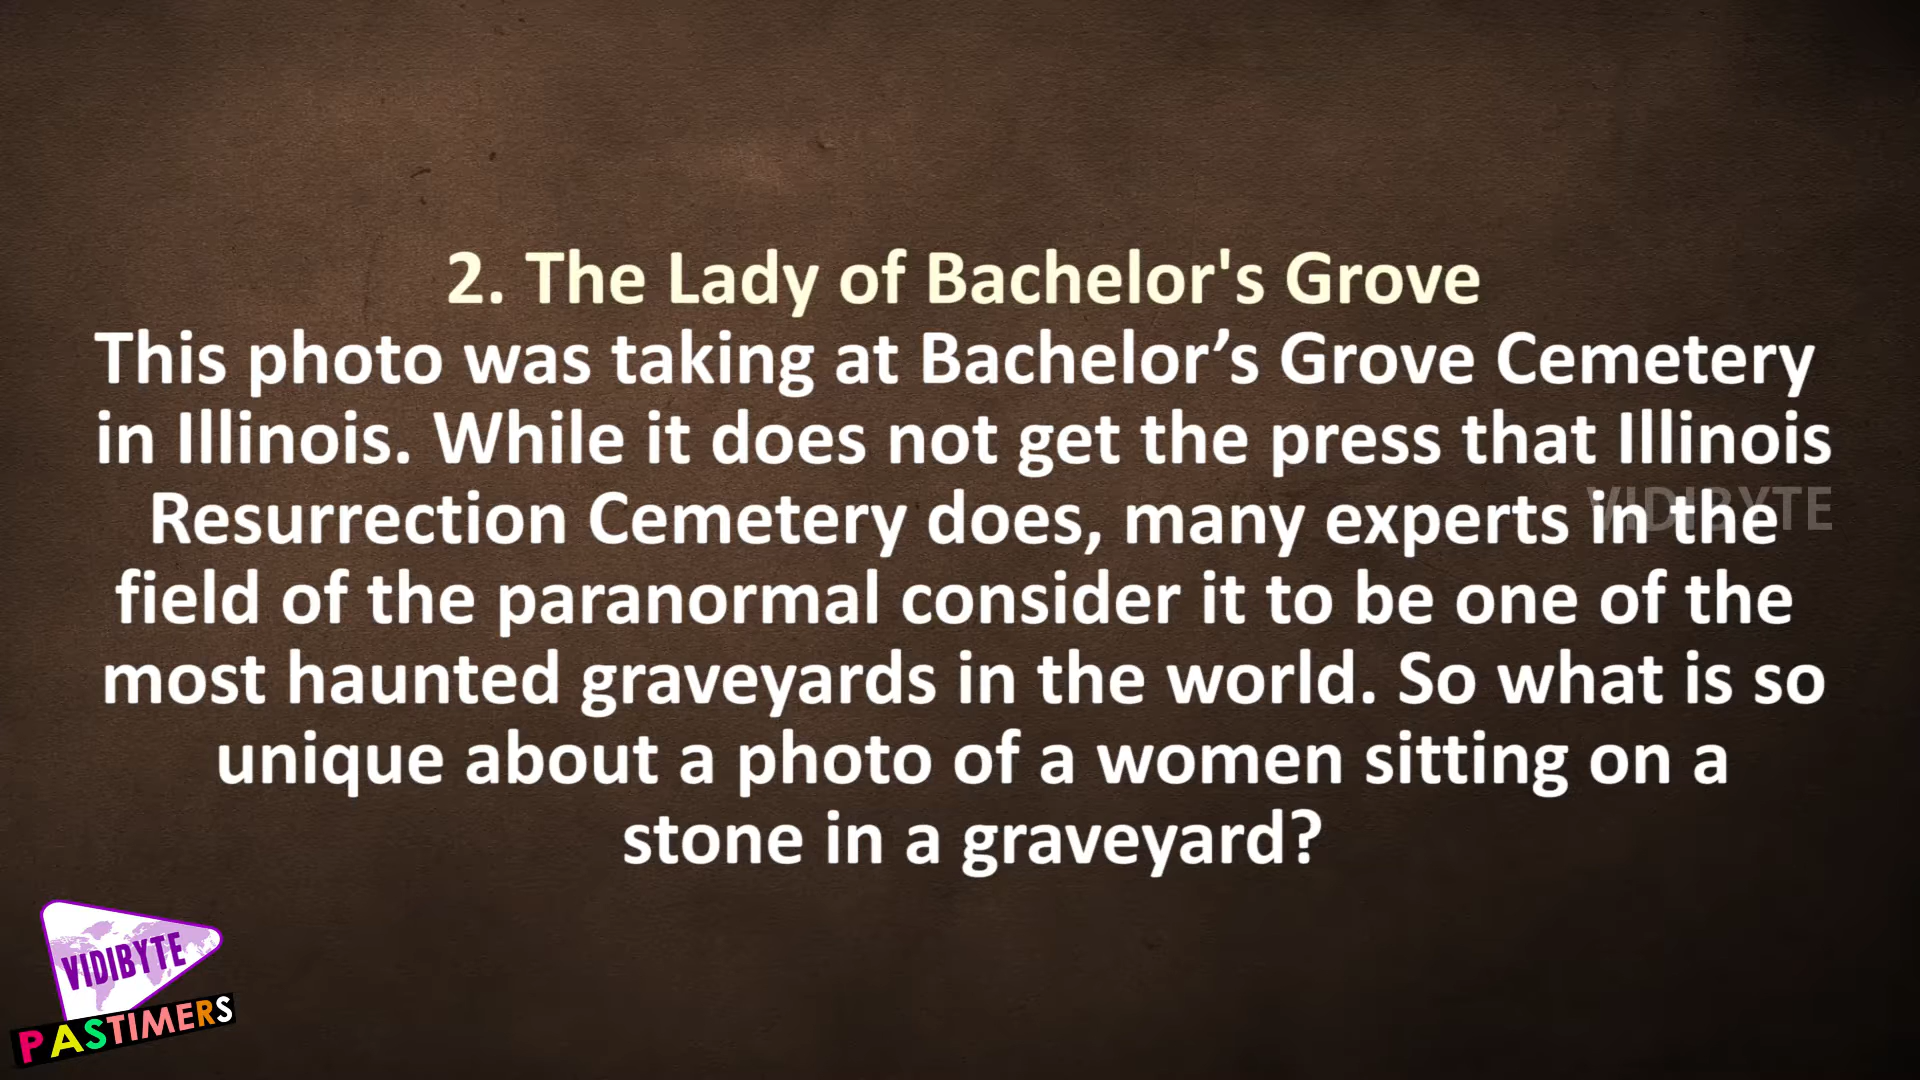 2. The Lady of Bachelor's Grove
This photo was taking at Bachelor’s Grove Cemetery
in Illinois. While it does not get the press that Illinois
Resurrection Cemetery does, many experts in the
field of the paranormal consider it to be one of the
most haunted graveyards in the world. So what is so
unique about a photo of a women sitting on a
stone in a graveyard?
VIDIBYTE
VIDIBYTE
PASTIMERS